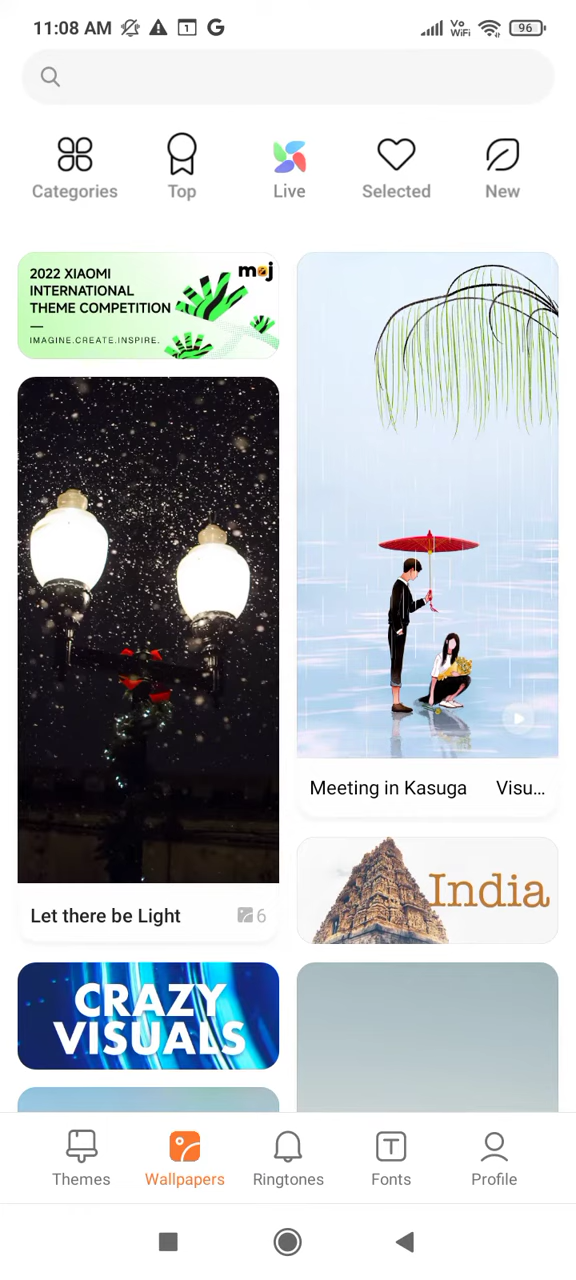 11:08 AM
1
G
Vo
WiFi
96
Categories
Top
Live
Selected
New
2022 XIAOMI
INTERNATIONAL
THEME COMPETITION
IMAGINE.CREATE.INSPIRE.
moj
Meeting in Kasuga
Visu...
India
Let there be Light
6
CRAZY
VISUALS
Themes
Wallpapers
Ringtones
T
Fonts
Profile